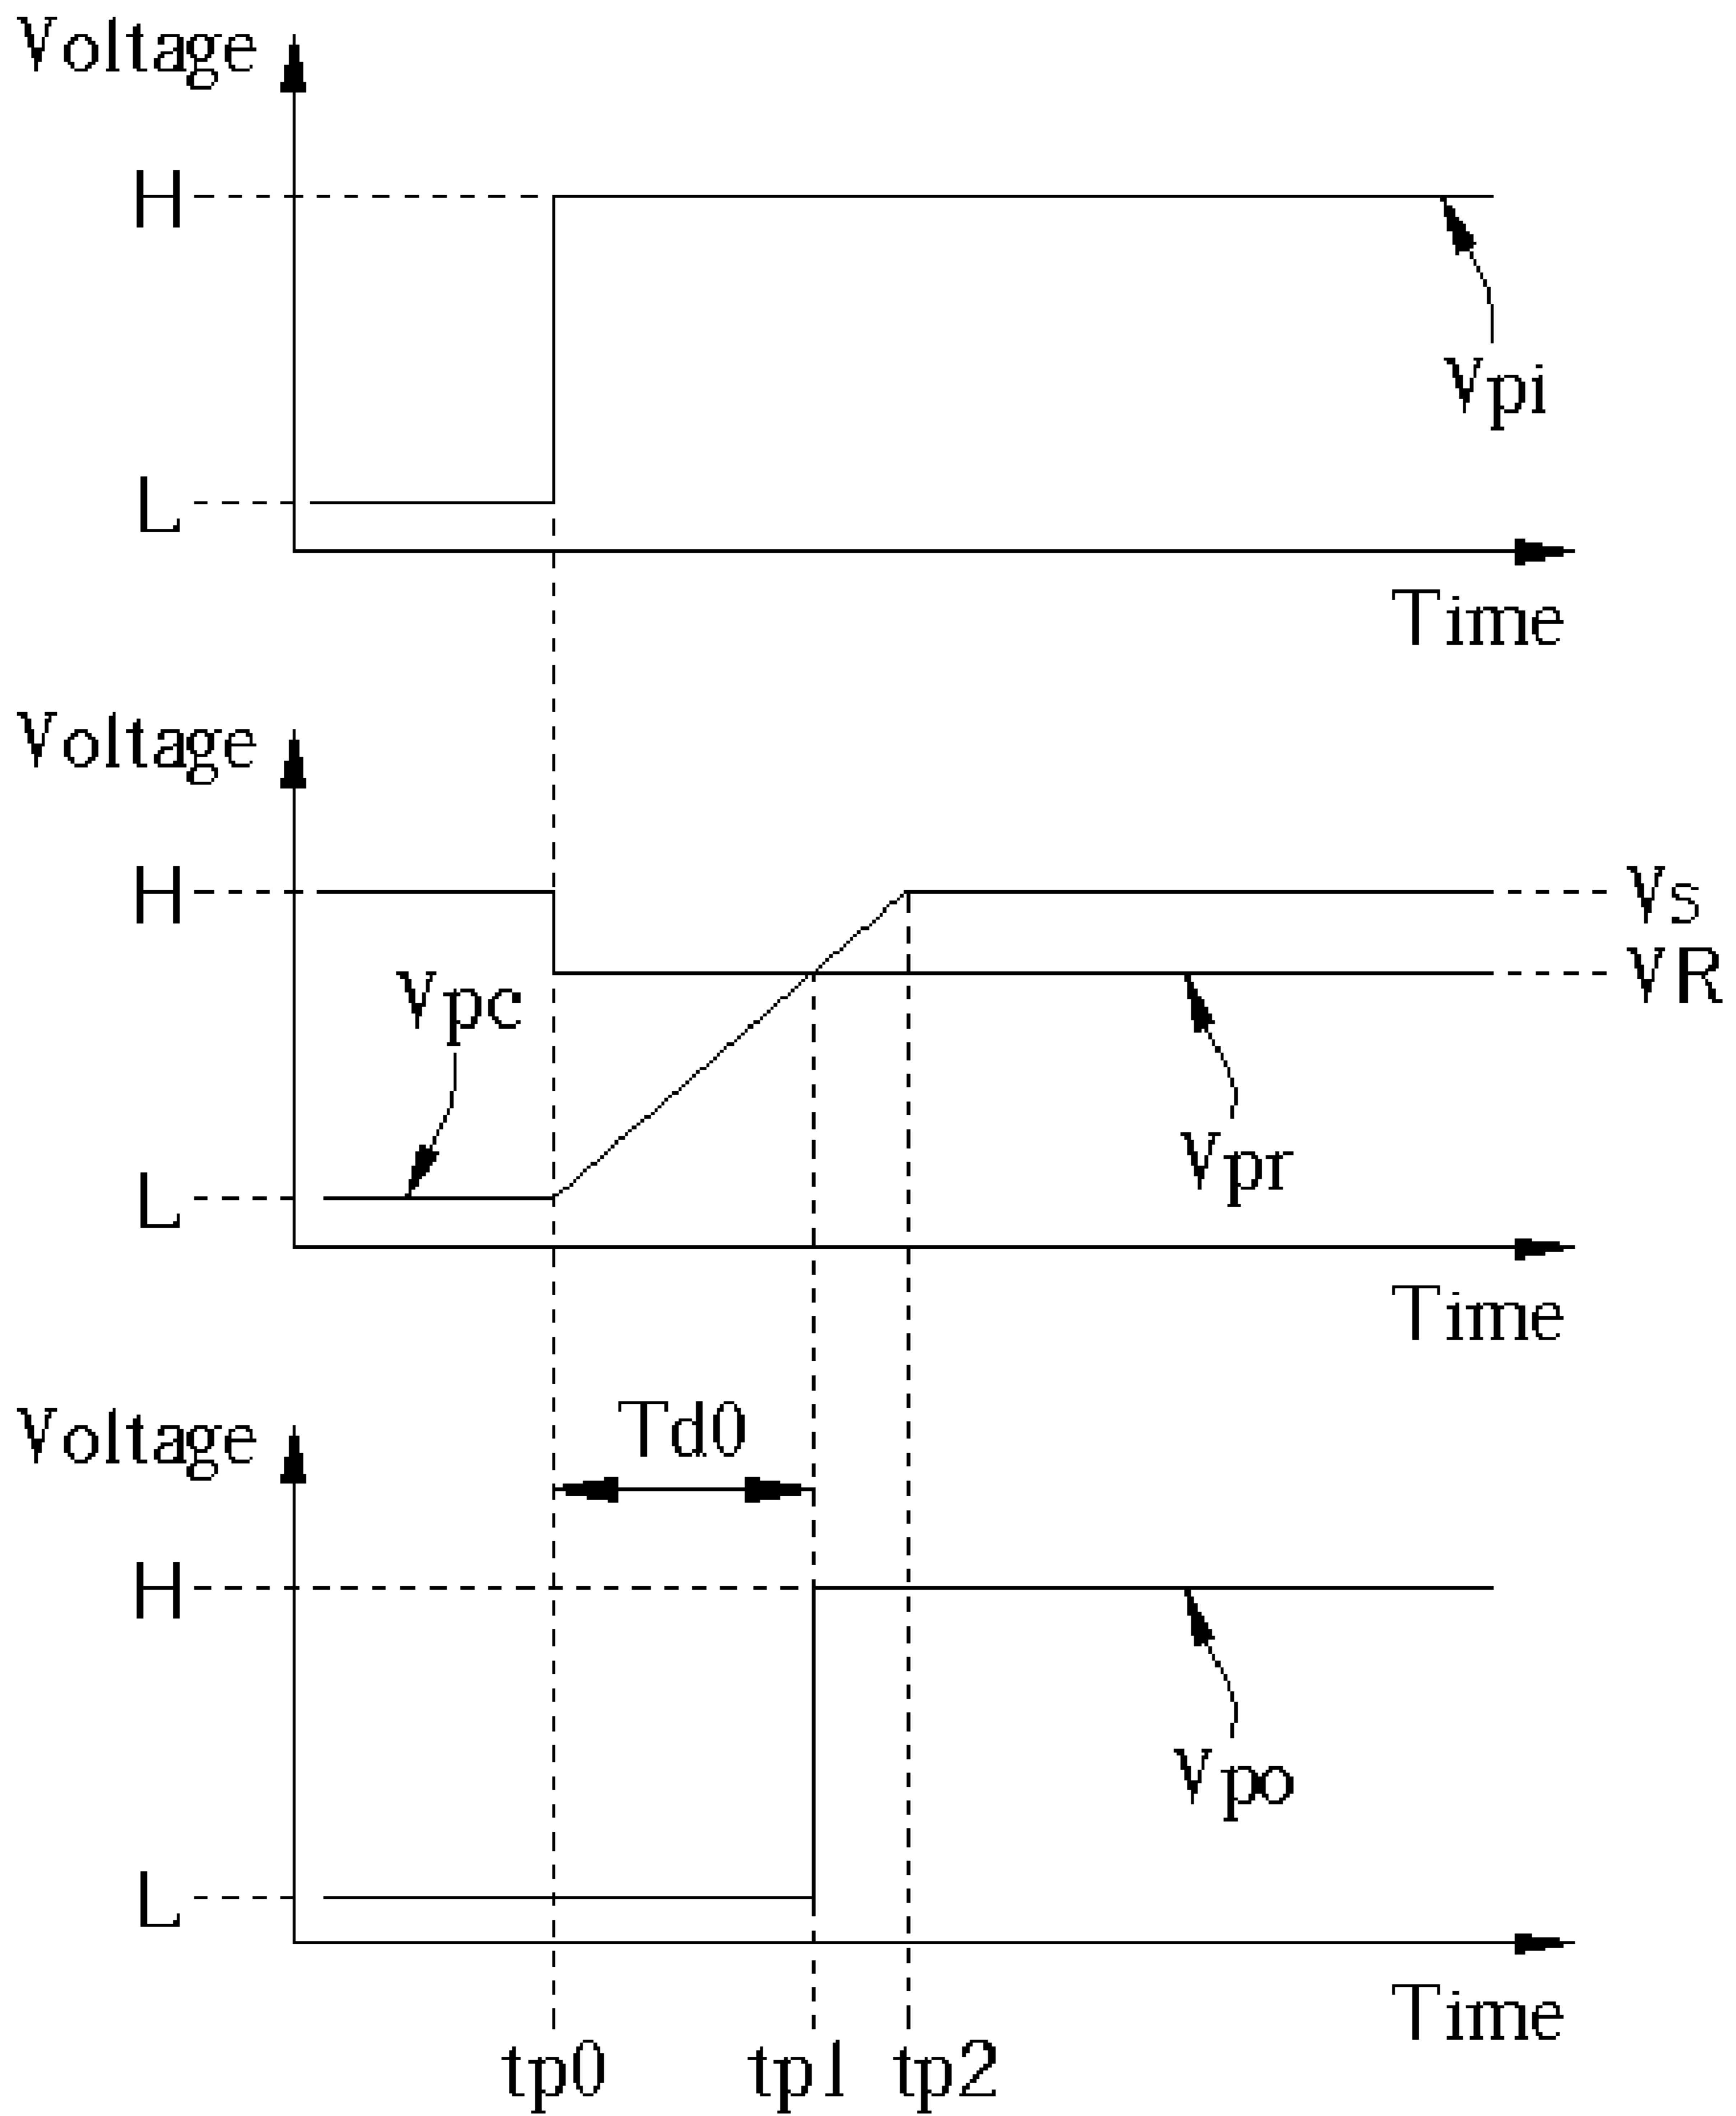 Voltage
H
Vpi
L
Time
Voltage
H
Vs
VR
Vpc
Vpr
L
Time
Voltage
Td0
H
Vpo
L
Time
tp0 tp1 tp2